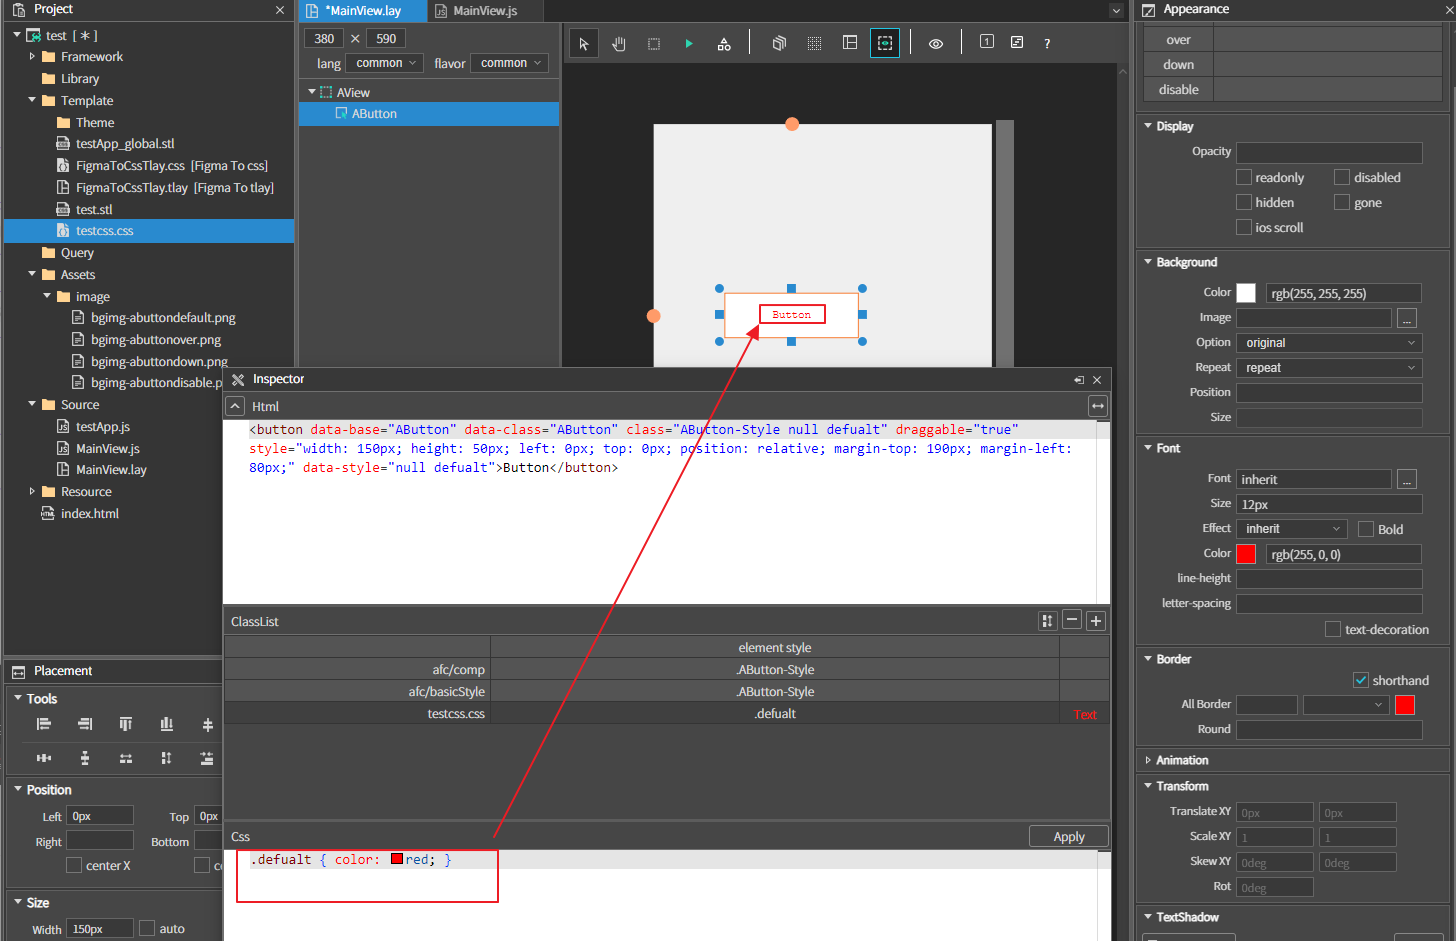 Project
test [ ✳ ]
Framework
Library
Template
Theme
testApp_global.stl
FigmaToCssTlay.css [Figma To css]
FigmaToCssTlay.tlay [Figma To tlay]
test.stl
testcss.css
Query
Assets
image
bgimg-abuttondefault.png
bgimg-abuttonover.png
bgimg-abuttondown.png
bgimg-abuttondisable.p
Source
testApp.js
MainView.js
MainView.lay
Resource
index.html
Placement
Tools
Position
Left 0px Top 0px
Right Bottom
center X
Size
Width 150px auto
*MainView.lay MainView.js
380 × 590
lang common flavor common
AView
AButton
1 ?
Button
Inspector
Html
<button data-base="AButton" data-class="AButton" class="AButton-Style null defualt" draggable="true"
style="width: 150px; height: 50px; left: 0px; top: 0px; position: relative; margin-top: 190px; margin-left:
80px;" data-style="null defualt">Button</button>
ClassList
element style
afc/comp .AButton-Style
afc/basicStyle .AButton-Style
testcss.css .defualt Text
Css Apply
.defualt { color: red; }
Appearance
over
down
disable
Display
Opacity
readonly disabled
hidden gone
ios scroll
Background
Color rgb(255, 255, 255)
Image ...
Option original
Repeat repeat
Position
Size
Font
Font inherit ...
Size 12px
Effect inherit Bold
Color rgb(255, 0, 0)
line-height
letter-spacing
text-decoration
Border
shorthand
All Border
Round
Animation
Transform
Translate XY 0px 0px
Scale XY 1 1
Skew XY 0deg 0deg
Rot 0deg
TextShadow